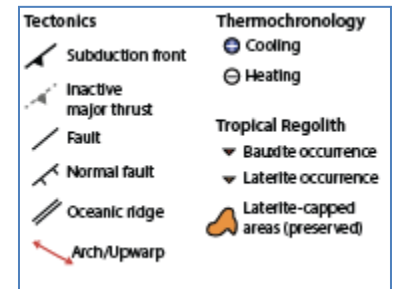 Tectonics
Subduction front
Inactive
major thrust
Fault
Normal fault
Oceanic ridge
Arch/Upwarp
Thermochronology
Cooling
Heating
Tropical Regolith
Bauxite occurrence
Laterite occurrence
Laterite-capped
areas (preserved)